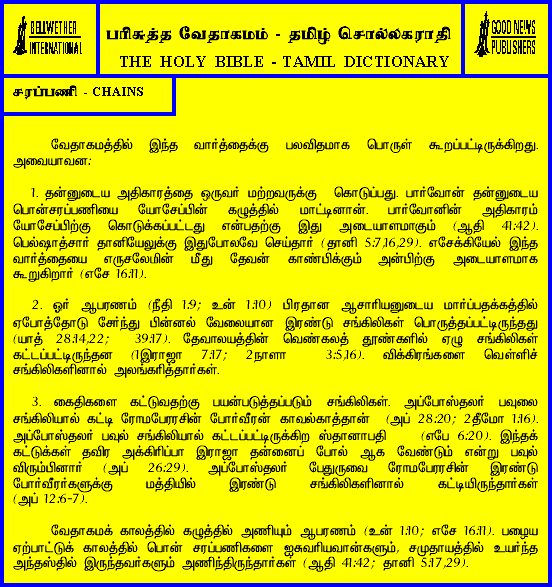 BELLWETHER
INTERNATIONAL
பரிசுத்த வேதாகமம் - தமிழ் சொல்லகராதி
THE HOLY BIBLE - TAMIL DICTIONARY
GOOD NEWS
PUBLISHERS
சரப்பணி - CHAINS
வேதாகமத்தில் இந்த வார்த்தைக்கு பலவிதமாக பொருள் கூறப்பட்டிருக்கிறது.
அவையாவன:
1. தன்னுடைய அதிகாரத்தை ஒருவர் மற்றவருக்கு கொடுப்பது. பார்வோன் தன்னுடைய
பொன்சரப்பணியை யோசேப்பின் கழுத்தில் மாட்டினான். பார்வோனின் அதிகாரம்
யோசேப்பிற்கு கொடுக்கப்பட்டது என்பதற்கு இது அடையாளமாகும் (ஆதி 41:42).
பெல்ஷாத்சார் தானியேலுக்கு இதுபோலவே செய்தார் (தானி 5:7,16,29). எசேக்கியேல் இந்த
வார்த்தையை எருசலேமின் மீது தேவன் காண்பிக்கும் அன்பிற்கு அடையாளமாக
கூறுகிறார் (எசே 16:11).
2. ஓர் ஆபரணம் (நீதி 1:9; உன் 1:10) பிரதான ஆசாரியனுடைய மார்ப்பதக்கத்தில்
ஏபோத்தோடு சேர்ந்து பின்னல் வேலையான இரண்டு சங்கிலிகள் பொருத்தப்பட்டிருந்தது
(யாத் 28:14,22; 39:17). தேவாலயத்தின் வெண்கலத் தூண்களில் ஏழு சங்கிலிகள்
கட்டப்பட்டிருந்தன (1இராஜா 7:17; 2நாளா 3:5,16). விக்கிரங்களை வெள்ளிச்
சங்கிலிகளினால் அலங்கரித்தார்கள்.
3. கைதிகளை கட்டுவதற்கு பயன்படுத்தப்படும் சங்கிலிகள். அப்போஸ்தலர் பவுலை
சங்கிலியால் கட்டி ரோமபேரரசின் போர்வீரன் காவல்காத்தான் (அப் 28:20; 2தீமோ 1:16).
அப்போஸ்தலர் பவுல் சங்கிலியால் கட்டப்பட்டிருக்கிற ஸ்தானாபதி (எபே 6:20). இந்தக்
கட்டுக்கள் தவிர அக்கிரிப்பா இராஜா தன்னைப் போல் ஆக வேண்டும் என்று பவுல்
விரும்பினார் (அப் 26:29). அப்போஸ்தலர் பேதுருவை ரோமபேரரசின் இரண்டு
போர்வீரர்களுக்கு மத்தியில் இரண்டு சங்கிலிகளினால் கட்டியிருந்தார்கள்
(அப் 12:6-7).
வேதாகமக் காலத்தில் கழுத்தில் அணியும் ஆபரணம் (உன் 1:10; எசே 16:11). பழைய
ஏற்பாட்டுக் காலத்தில் பொன் சரப்பணிகளை ஐசுவரியவான்களும், சமுதாயத்தில் உயர்ந்த
அந்தஸ்தில் இருந்தவர்களும் அணிந்திருந்தார்கள் (ஆதி 41:42; தானி 5:17,29).